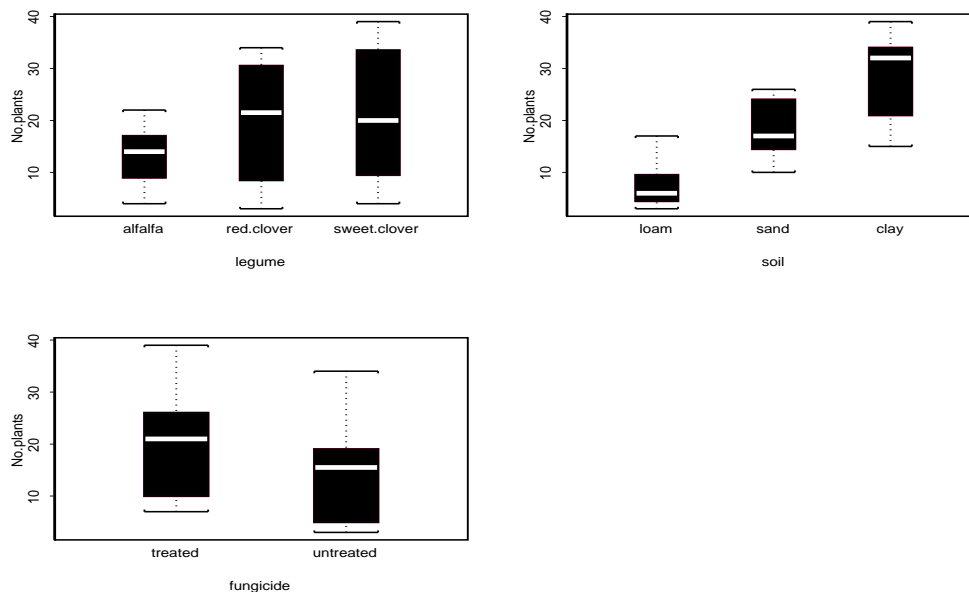 No.plants
40
30
20
10
alfalfa red.clover sweet.clover
legume
No.plants
40
30
20
10
loam sand clay
soil
No.plants
40
30
20
10
treated untreated
fungicide